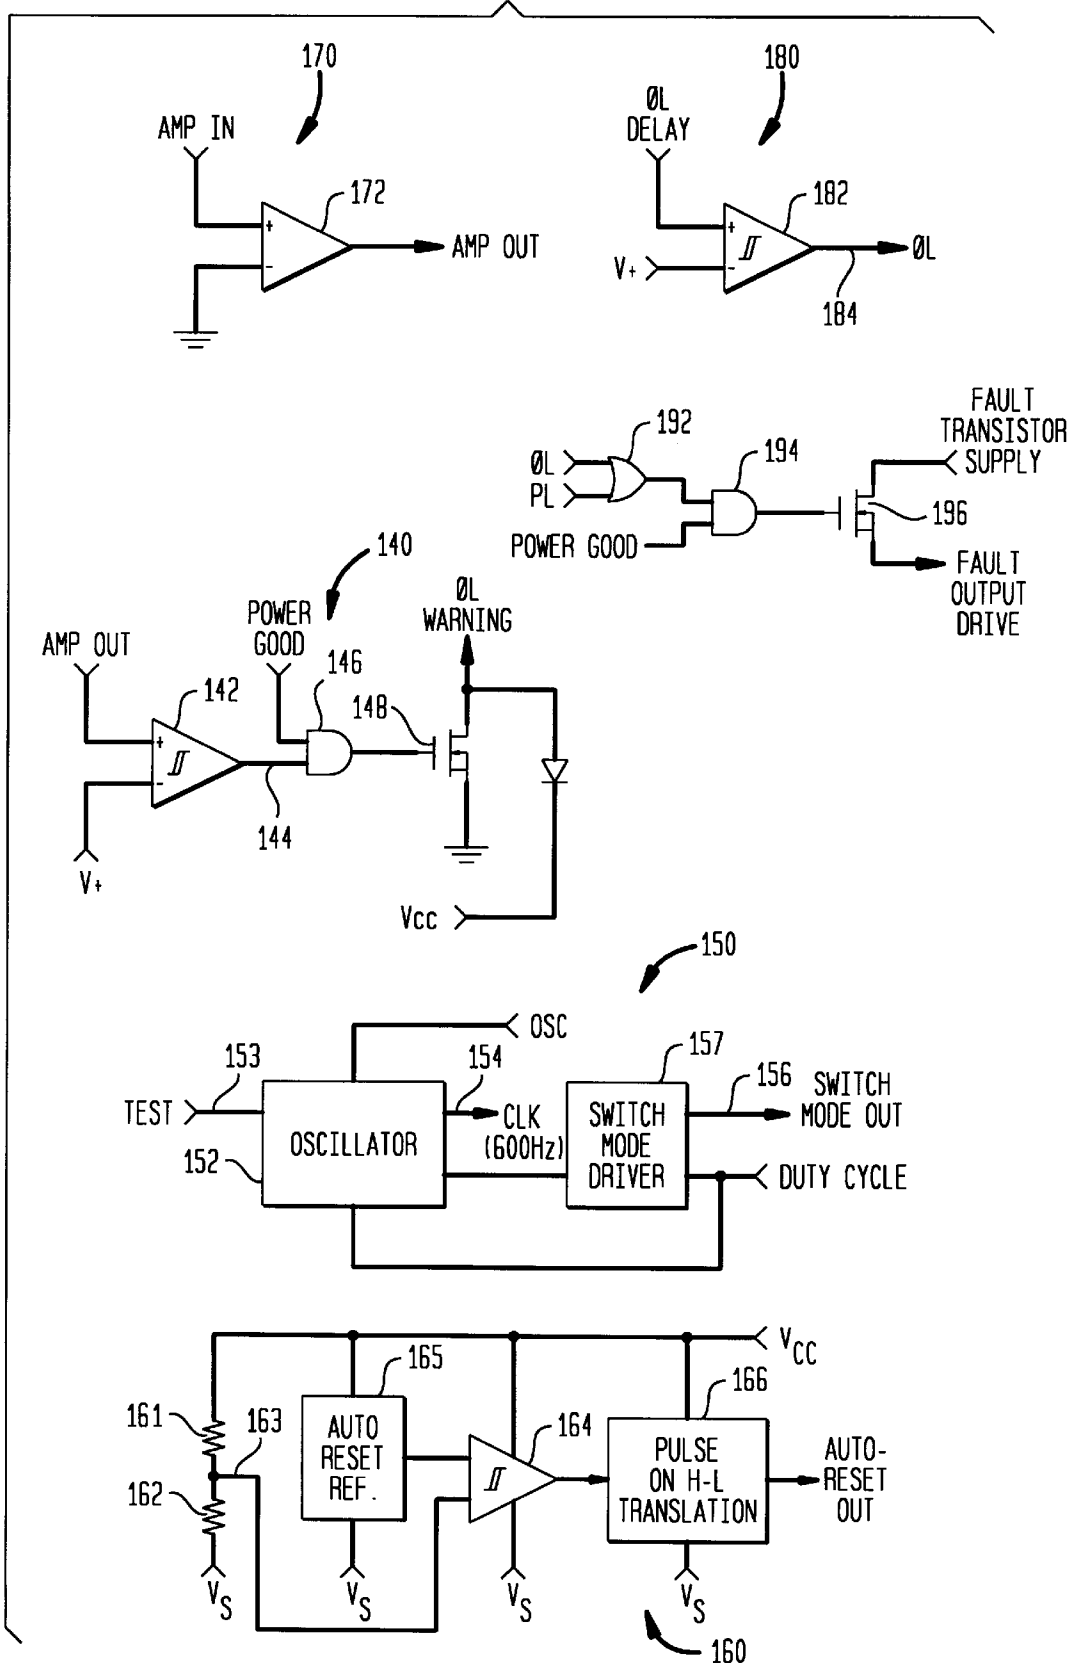 170
AMP IN
172
+
-
AMP OUT
180
ØL
DELAY
182
+
V+
-
ØL
184
FAULT
TRANSISTOR
SUPPLY
192
194
ØL
PL
196
POWER GOOD
FAULT
OUTPUT
DRIVE
140
POWER
GOOD
ØL
WARNING
AMP OUT
142
146
148
+
-
144
V+
Vcc
150
OSC
153
154
157
156
TEST
OSCILLATOR
CLK
(600Hz)
SWITCH
MODE
DRIVER
SWITCH
MODE OUT
152
DUTY CYCLE
VCC
165
166
161
163
AUTO
RESET
REF.
164
PULSE
ON H-L
TRANSLATION
AUTO-
RESET
OUT
162
VS
VS
VS
VS
160